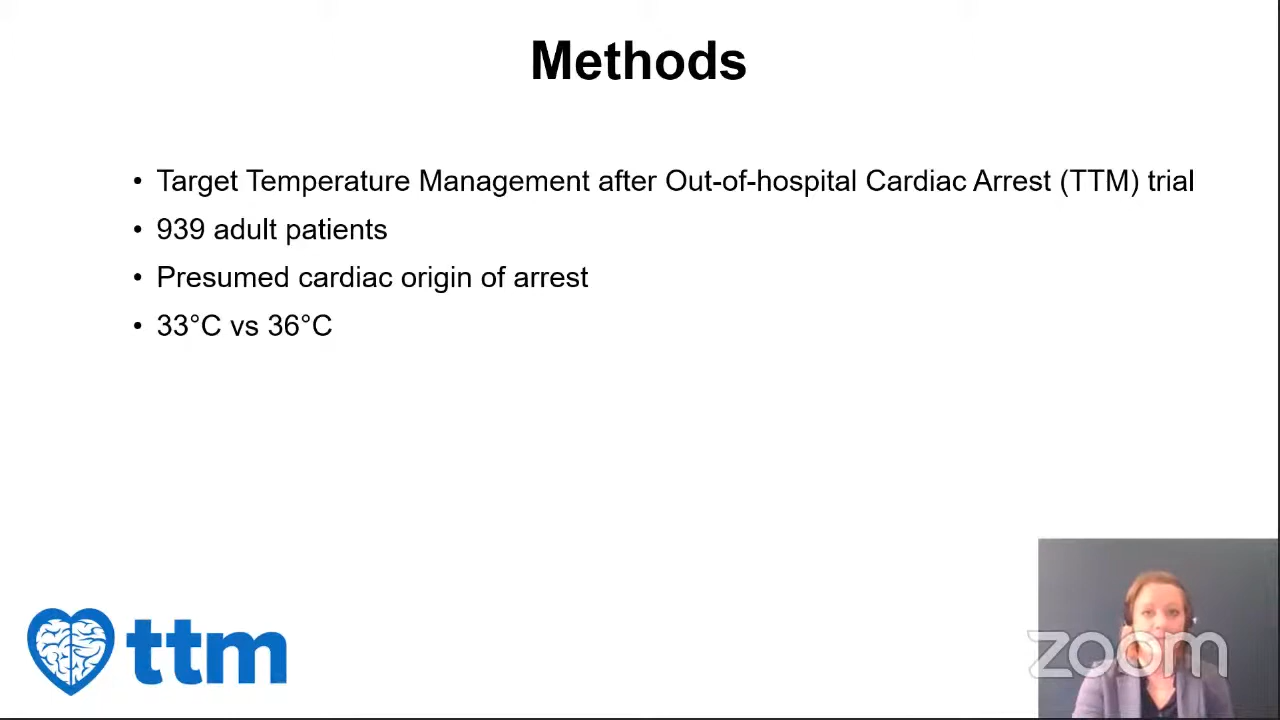 Methods
• Target Temperature Management after Out-of-hospital Cardiac Arrest (TTM) trial
• 939 adult patients
• Presumed cardiac origin of arrest
• 33°C vs 36°C
ttm
zoom